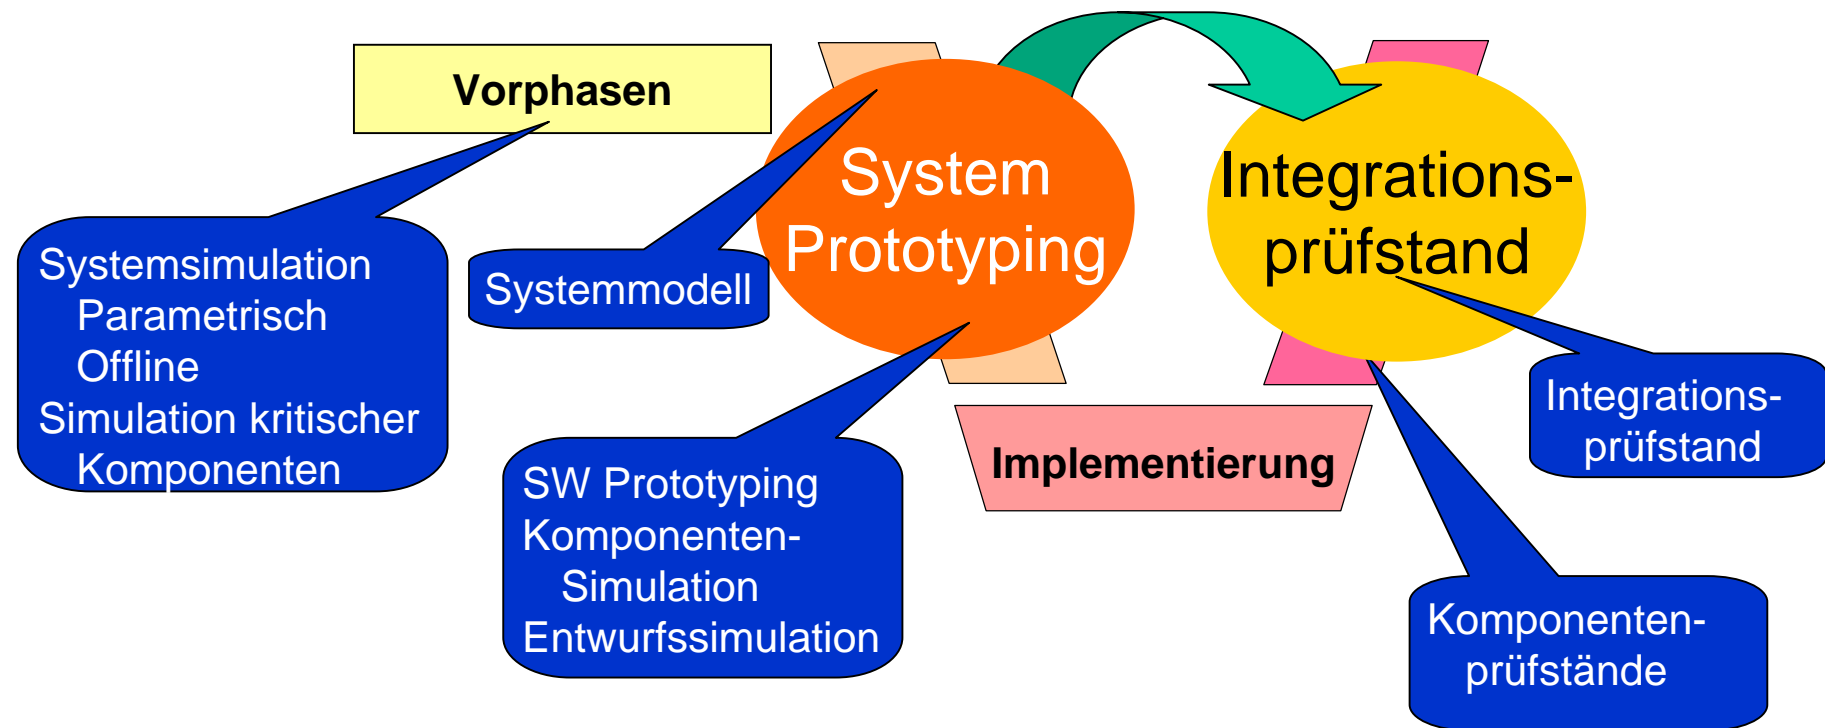 Vorphasen
System
Prototyping
Integrations-
prüfstand
Systemsimulation
Parametrisch
Offline
Simulation kritischer
Komponenten
Systemmodell
SW Prototyping
Komponenten-
Simulation
Entwurfssimulation
Implementierung
Integrations-
prüfstand
Komponenten-
prüfstände